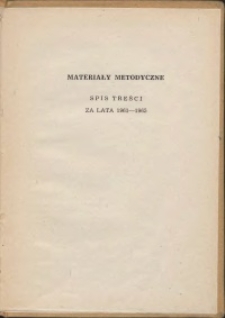 MATERIAŁY METODYCZNE
SPIS TREŚCI
ZA LATA 1963—1965